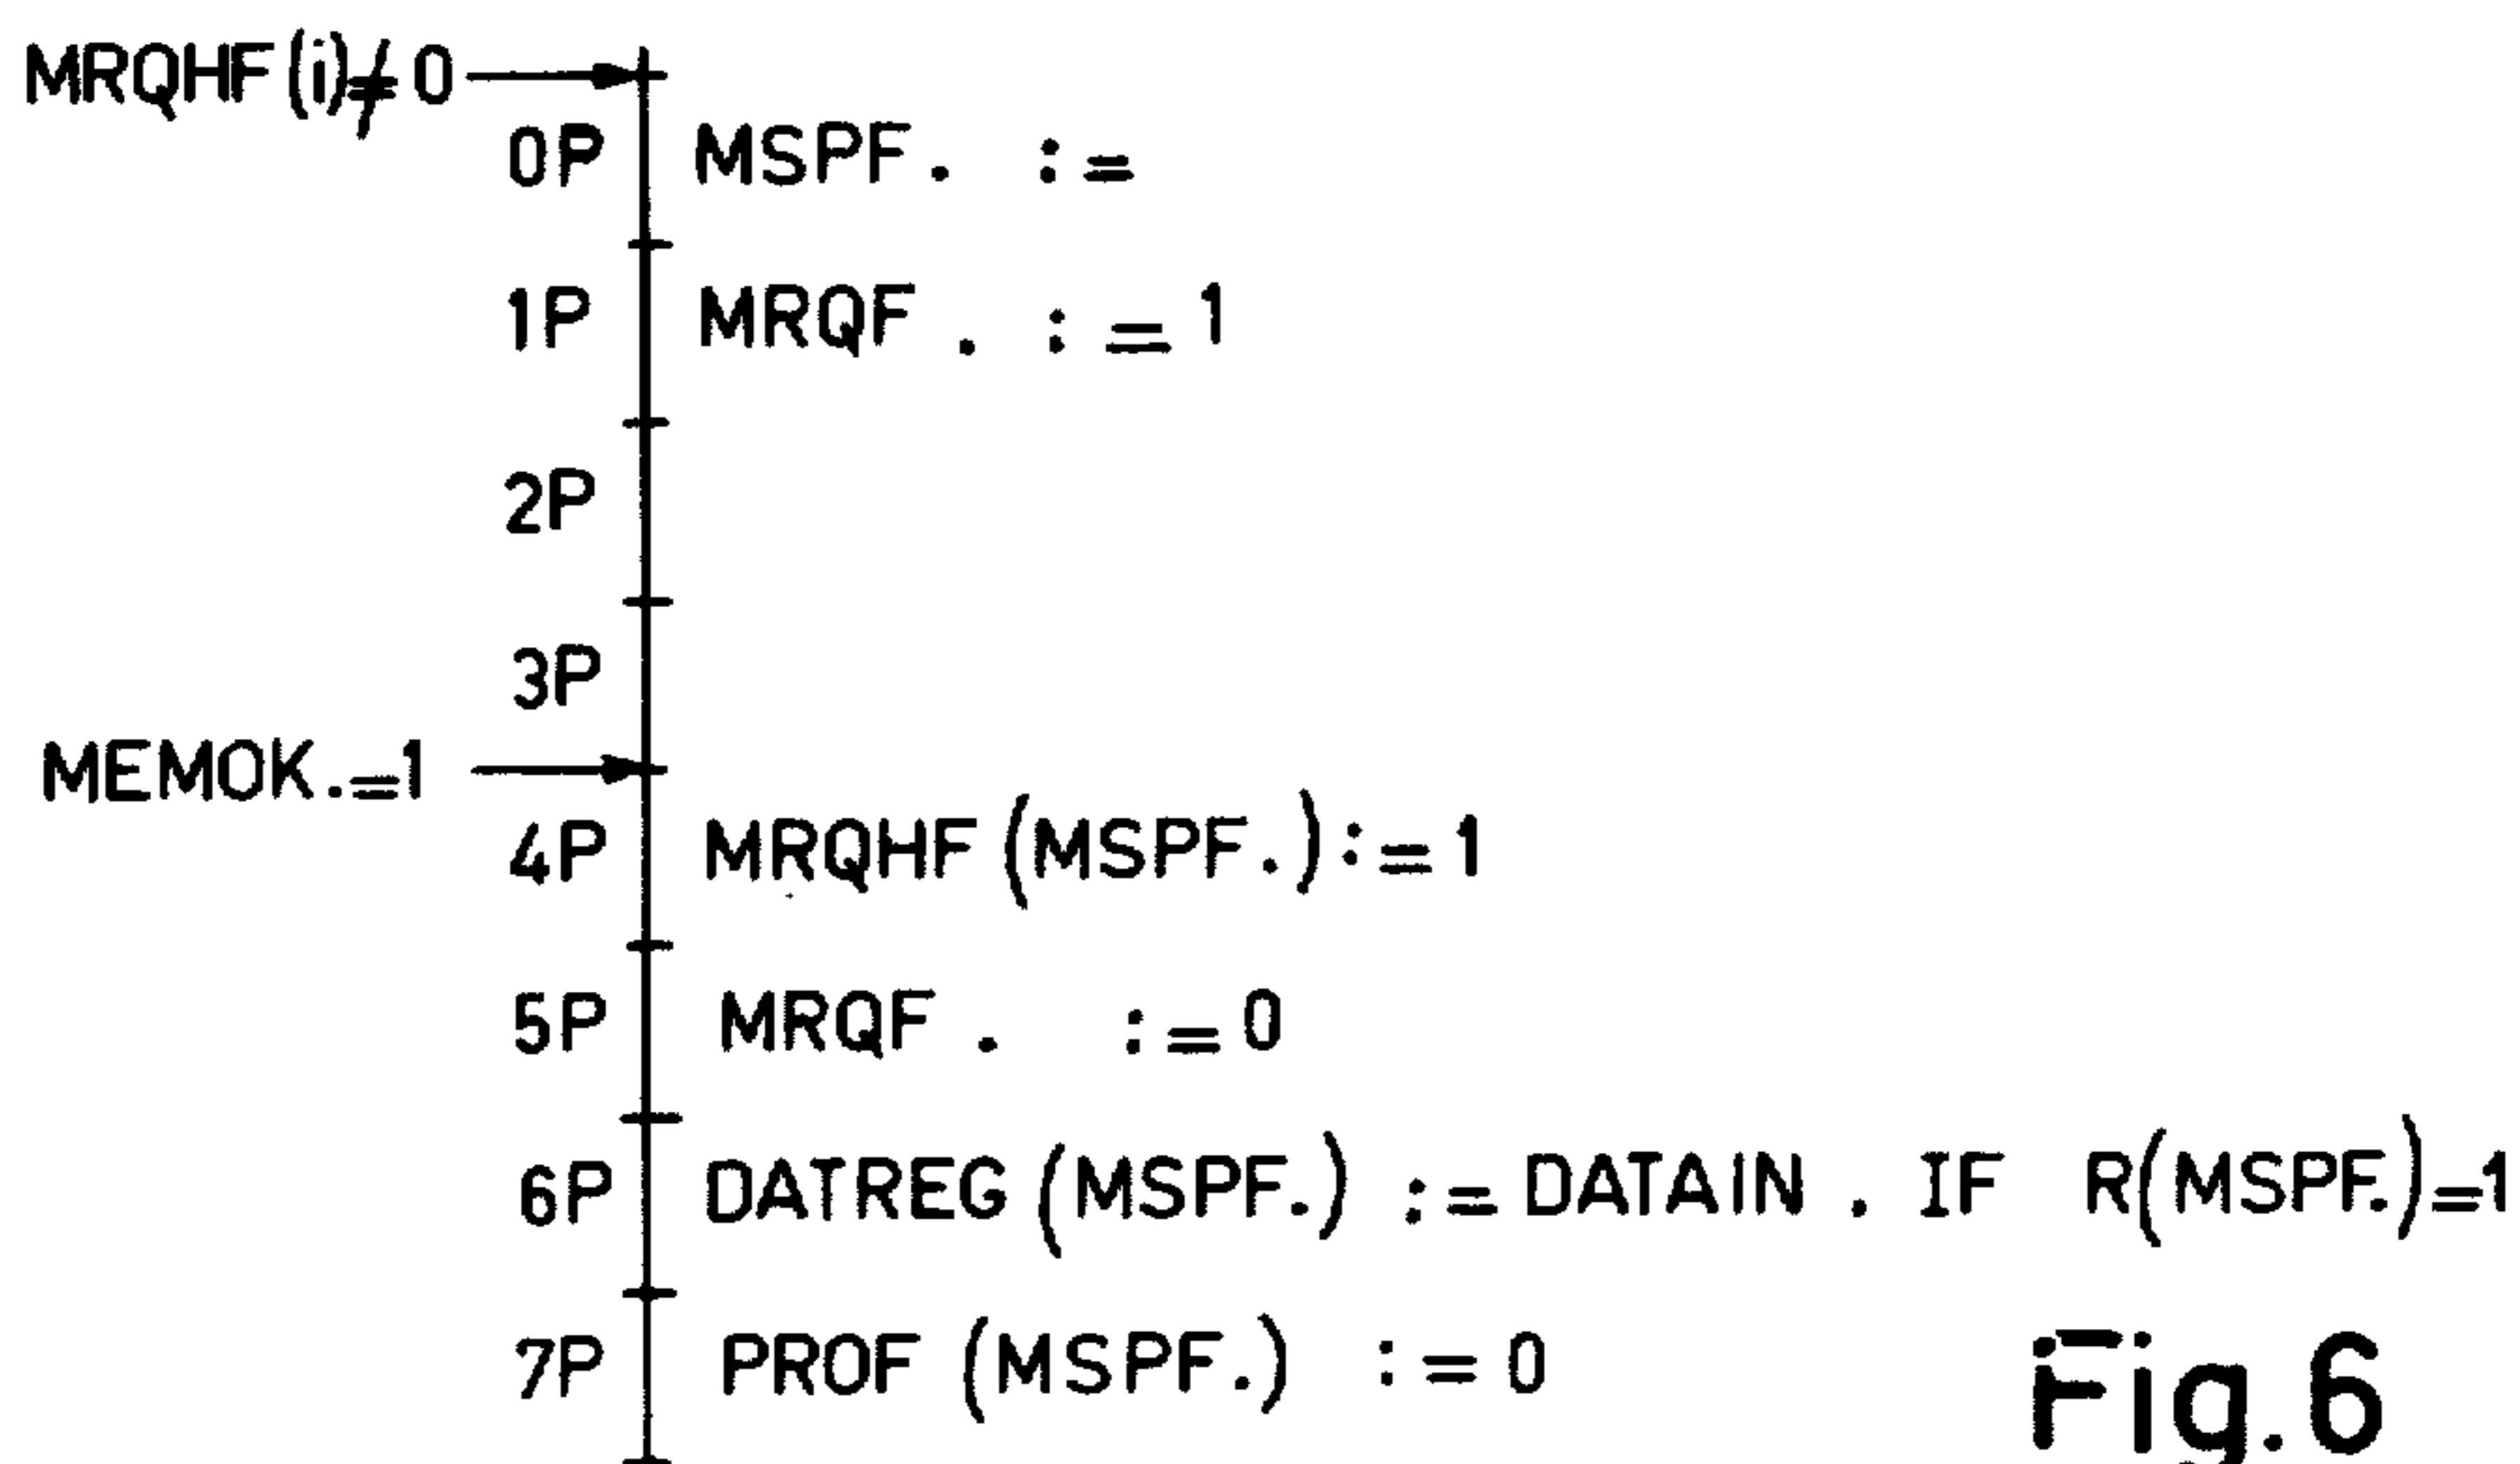 MRQHF(i)≠0
0P MSPF. :=
1P MRQF . := 1
2P
3P
MEMOK.=1
4P MRQHF(MSPF.):=1
5P MRQF . := 0
6P DATREG(MSPF.) := DATAIN . IF R(MSPF.)=1
7P PROF (MSPF.) := 0
Fig.6